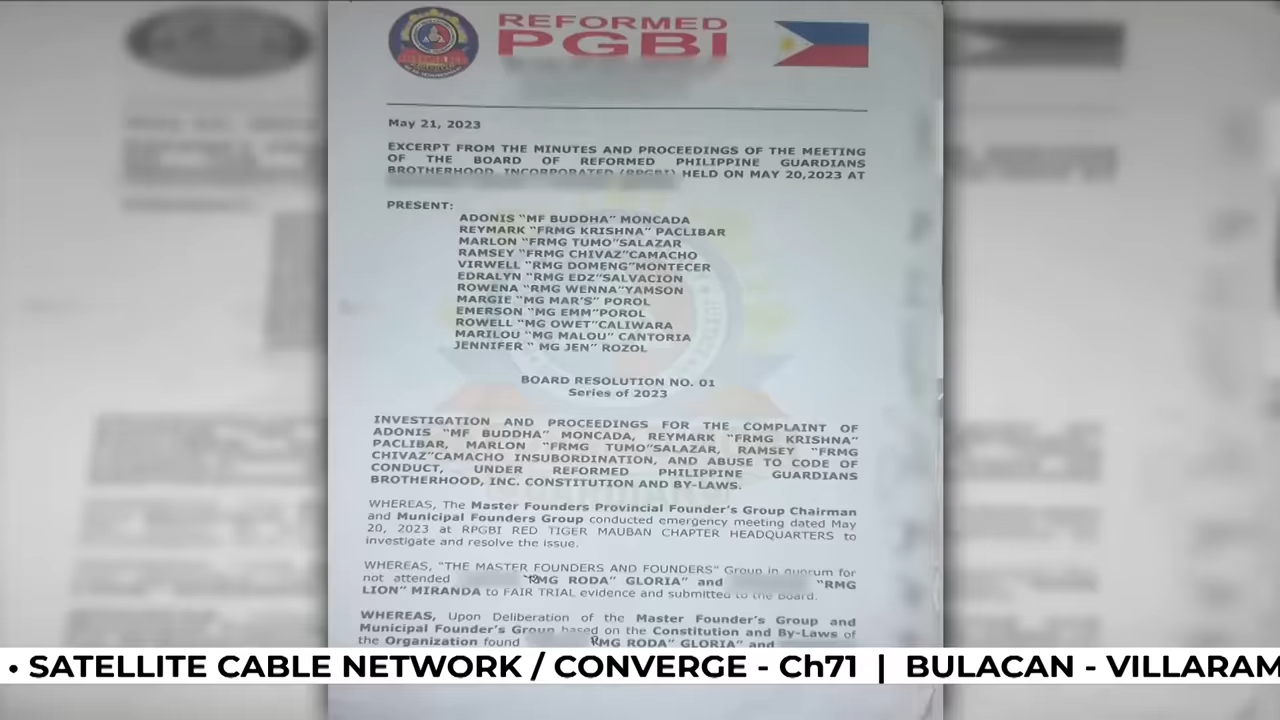 REFORMED
PGBI
May 21, 2023
EXCERPT FROM THE MINUTES AND PROCEEDINGS OF THE MEETING
OF THE BOARD OF REFORMED PHILIPPINE GUARDIANS
BROTHERHOOD, INCORPORATED (RPGBI) HELD ON MAY 20,2023 AT
PRESENT:
ADONIS "MF BUDDHA" MONCADA
REYMARK "FRMG KRISHNA" PACLIBAR
MARLON "FRMG TUMO"SALAZAR
RAMSEY "FRMG CHIVAZ"CAMACHO
VIRWELL "RMG DOMENG"MONTECER
EDRALYN "RMG EDZ"SALVACION
ROWENA "RMG WENNA"YAMSON
MARGIE "MG MAR'S" POROL
EMERSON "MG EMM"POROL
ROWELL "MG OWET"CALIWARA
MARILOU "MG MALOU" CANTORIA
JENNIFER " MG JEN" ROZOL
BOARD RESOLUTION NO. 01
Series of 2023
INVESTIGATION AND PROCEEDINGS FOR THE COMPLAINT OF
ADONIS "MF BUDDHA" MONCADA, REYMARK "FRMG KRISHNA"
PACLIBAR, MARLON "FRMG TUMO"SALAZAR, RAMSEY "FRMG
CHIVAZ"CAMACHO INSUBORDINATION, AND ABUSE TO CODE OF
CONDUCT, UNDER REFORMED PHILIPPINE GUARDIANS
BROTHERHOOD, INC. CONSTITUTION AND BY-LAWS.
WHEREAS, The Master Founders Provincial Founder's Group Chairman
and Municipal Founders Group conducted emergency meeting dated May
20, 2023 at RPGBI RED TIGER MAUBAN CHAPTER HEADQUARTERS to
investigate and resolve the issue.
WHEREAS, "THE MASTER FOUNDERS AND FOUNDERS" Group in quorum for
not attended "RMG RODA" GLORIA" and "RMG
LION" MIRANDA to FAIR TRIAL evidence and submitted to the Board.
WHEREAS, Upon Deliberation of the Master Founder's Group and
Municipal Founder's Group based on the Constitution and By-Laws of
the Organization found RMG RODA" GLORIA" and
• SATELLITE CABLE NETWORK / CONVERGE - Ch71 | BULACAN - VILLARAM